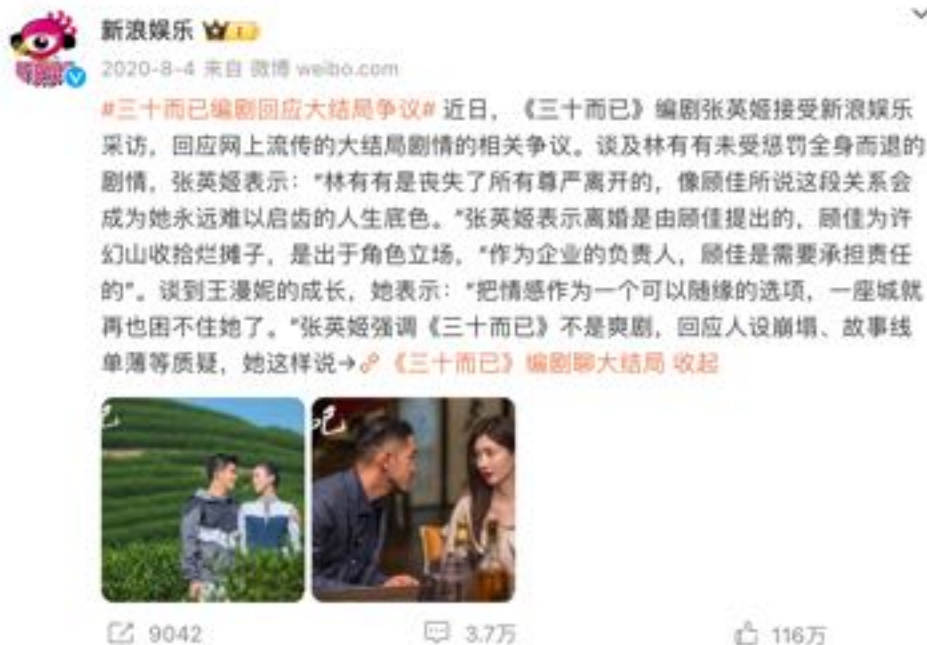 新浪娱乐
2020-8-4 来自 微博 weibo.com
#三十而已编剧回应大结局争议# 近日，《三十而已》编剧张英姬接受新浪娱乐
采访，回应网上流传的大结局剧情的相关争议。谈及林有有未受惩罚全身而退的
剧情，张英姬表示：“林有有是丧失了所有尊严离开的，像顾佳所说这段关系会
成为她永远难以启齿的人生底色。”张英姬表示离婚是由顾佳提出的，顾佳为许
幻山收拾烂摊子，是出于角色立场，“作为企业的负责人，顾佳是需要承担责任
的”。谈到王漫妮的成长，她表示：“把情感作为一个可以随缘的选项，一座城就
再也困不住她了。”张英姬强调《三十而已》不是爽剧，回应人设崩塌、故事线
单薄等质疑，她这样说→《三十而已》编剧聊大结局 收起
9042
3.7万
116万